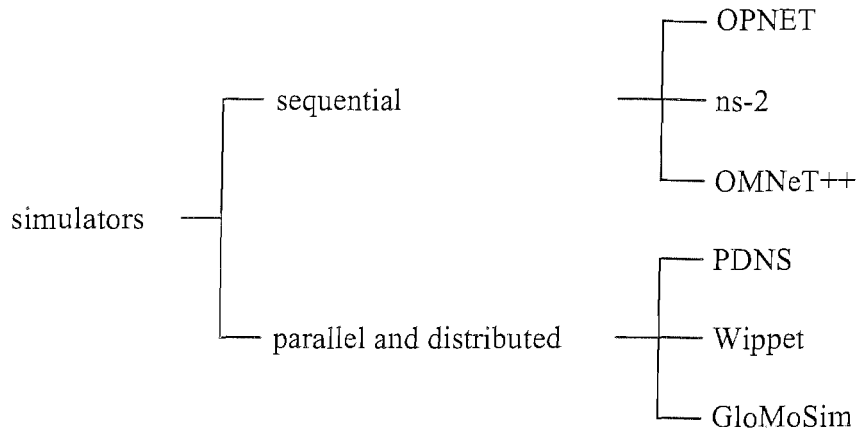 simulators
sequential
OPNET
ns-2
OMNeT++
parallel and distributed
PDNS
Wippet
GloMoSim